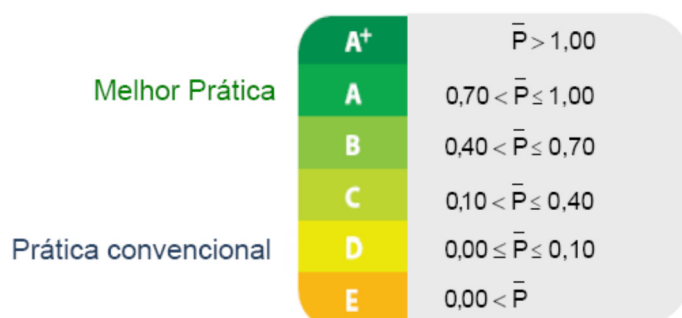 A⁺ P̅ > 1,00
Melhor Prática A 0,70 < P̅ ≤ 1,00
B 0,40 < P̅ ≤ 0,70
C 0,10 < P̅ ≤ 0,40
Prática convencional D 0,00 ≤ P̅ ≤ 0,10
E 0,00 < P̅